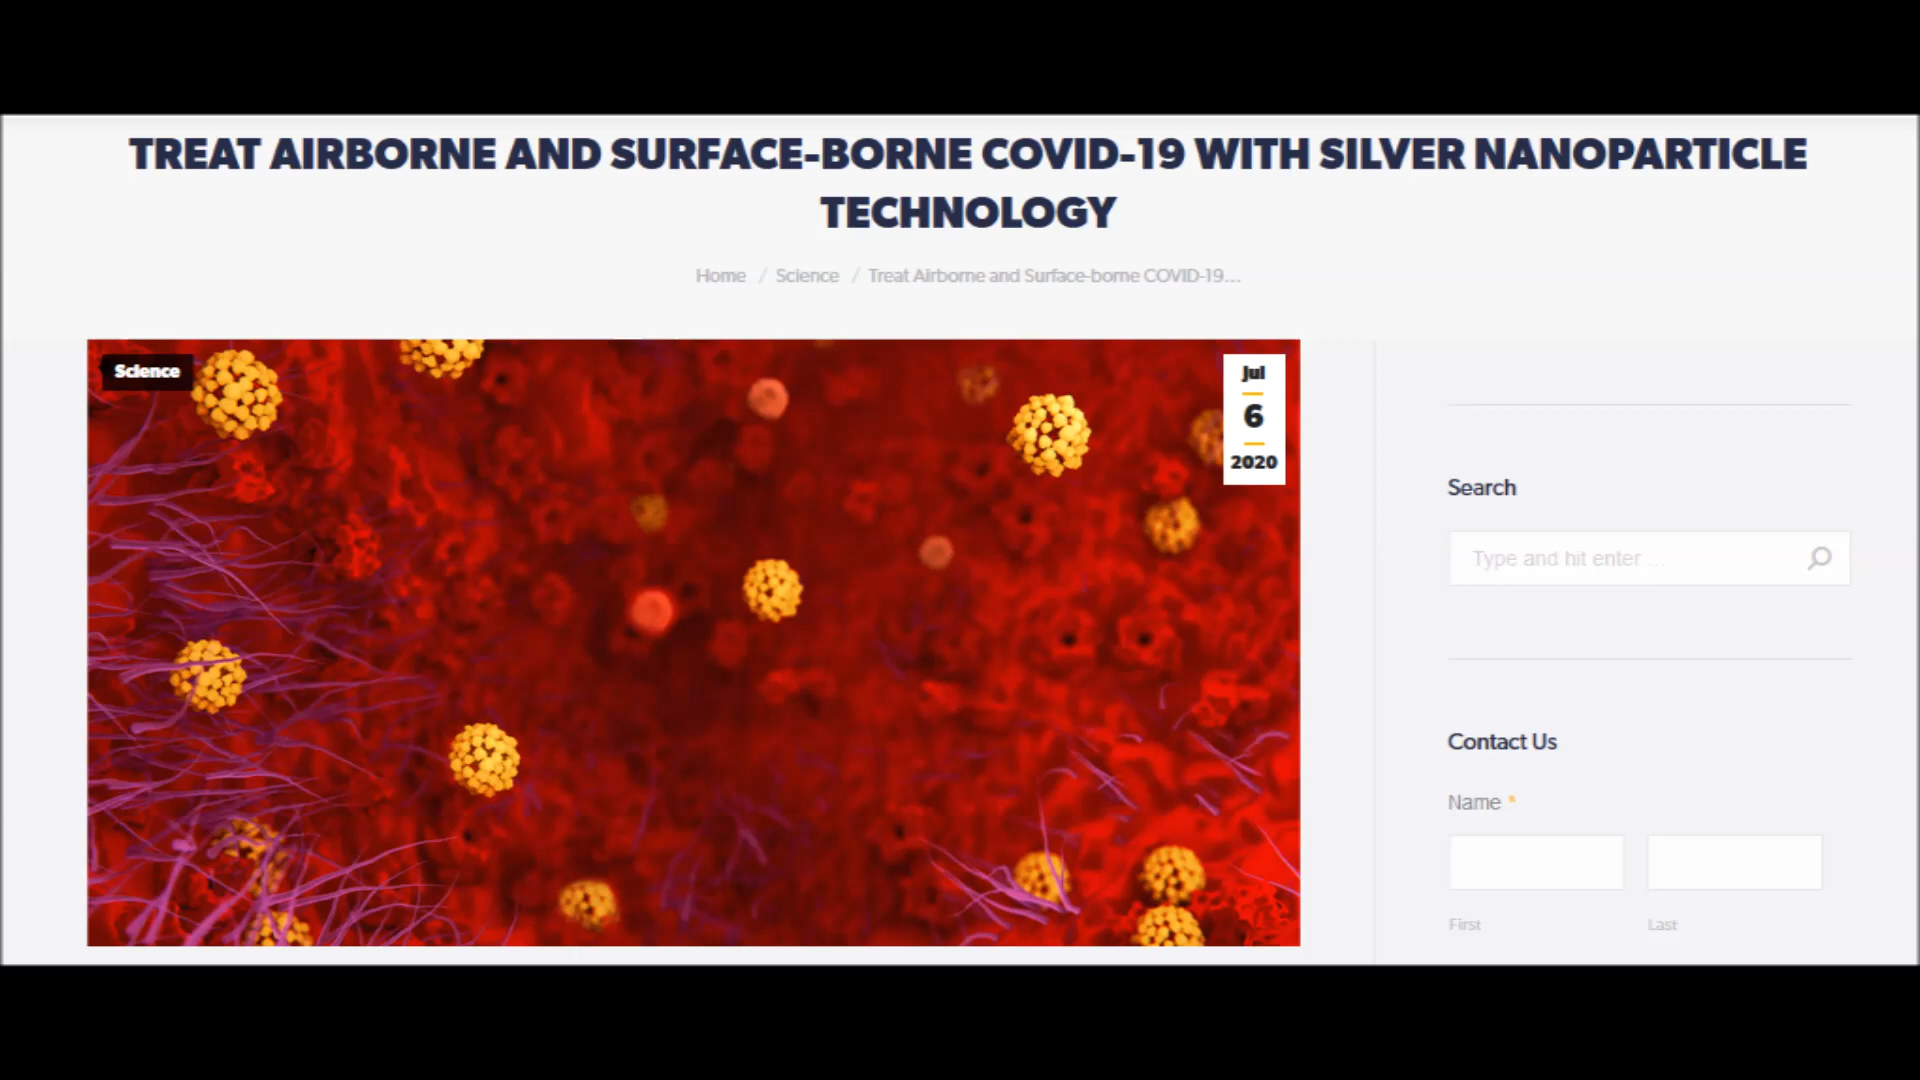 TREAT AIRBORNE AND SURFACE-BORNE COVID-19 WITH SILVER NANOPARTICLE
TECHNOLOGY
Home / Science / Treat Airborne and Surface-borne COVID-19...
Science
Jul
6
2020
Search
Type and hit enter ...
Contact Us
Name *
First
Last